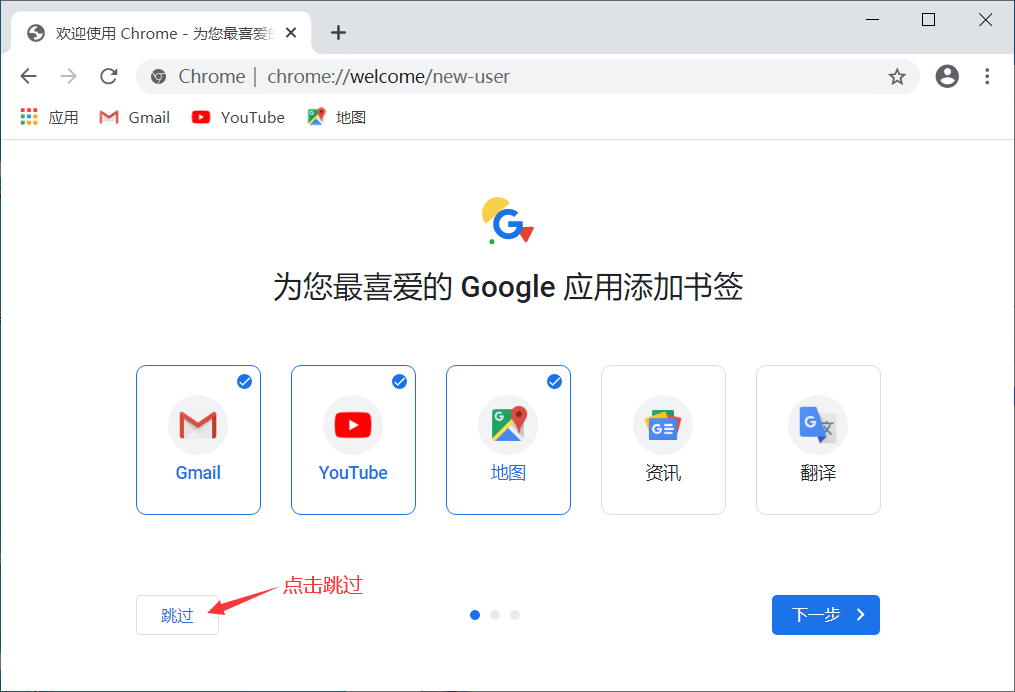 欢迎使用 Chrome - 为您最喜爱的
Chrome | chrome://welcome/new-user
应用 Gmail YouTube 地图
为您最喜爱的 Google 应用添加书签
Gmail YouTube 地图 资讯 翻译
点击跳过
跳过 下一步